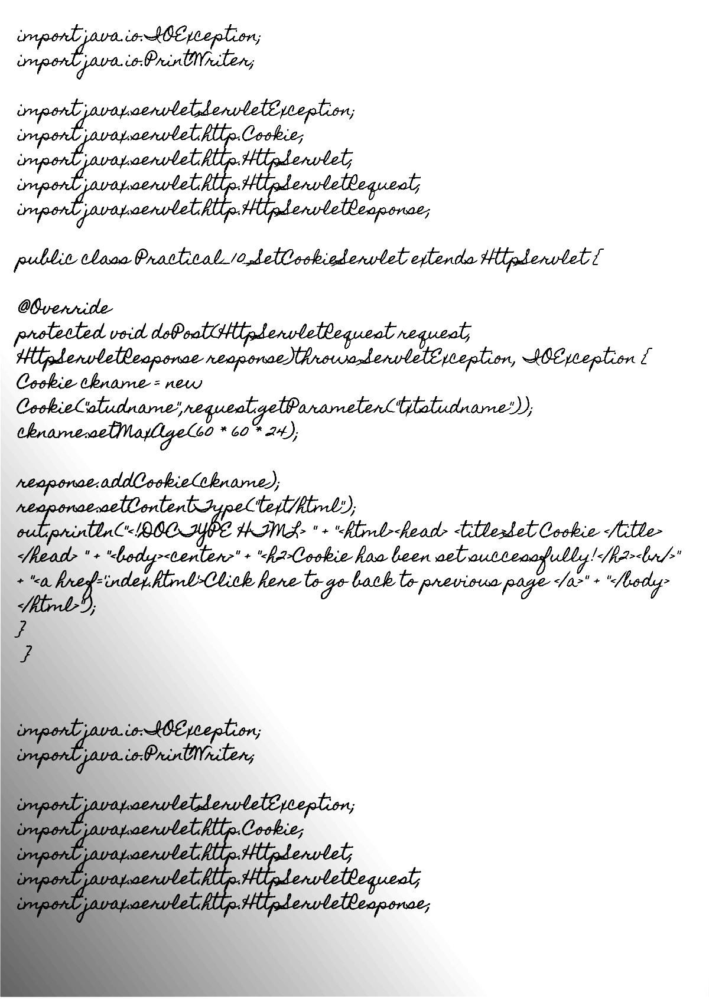 import java.io.IOException;
import java.io.PrintWriter;
import javax.servlet.ServletException;
import javax.servlet.http.Cookie;
import javax.servlet.http.HttpServlet;
import javax.servlet.http.HttpServletRequest;
import javax.servlet.http.HttpServletResponse;
public class Practical_10_SetCookieServlet extends HttpServlet {
@Override
protected void doPost(HttpServletRequest request,
HttpServletResponse response)throws ServletException, IOException {
Cookie ckname = new
Cookie("studname",request.getParameter("txtstudname"));
ckname.setMaxAge(60 * 60 * 24);
response.addCookie(ckname);
response.setContentType("text/html");
out.println("<!DOCTYPE HTML> " + "<html><head> <title>Set Cookie </title>
</head> " + "<body><center>" + "<h2>Cookie has been set successfully!</h2><br/>"
+ "<a href='index.html'>Click here to go back to previous page </a>" + "</body>
</html>");
}
}
import java.io.IOException;
import java.io.PrintWriter;
import javax.servlet.ServletException;
import javax.servlet.http.Cookie;
import javax.servlet.http.HttpServlet;
import javax.servlet.http.HttpServletRequest;
import javax.servlet.http.HttpServletResponse;